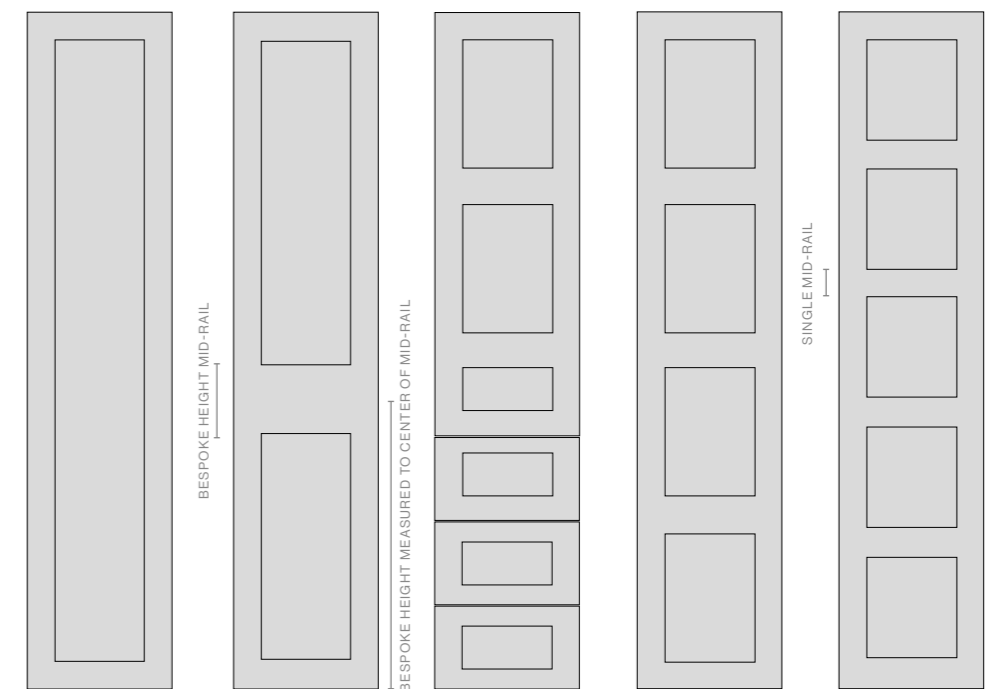 BESPOKE HEIGHT MID-RAIL
BESPOKE HEIGHT MEASURED TO CENTER OF MID-RAIL
SINGLE MID-RAIL